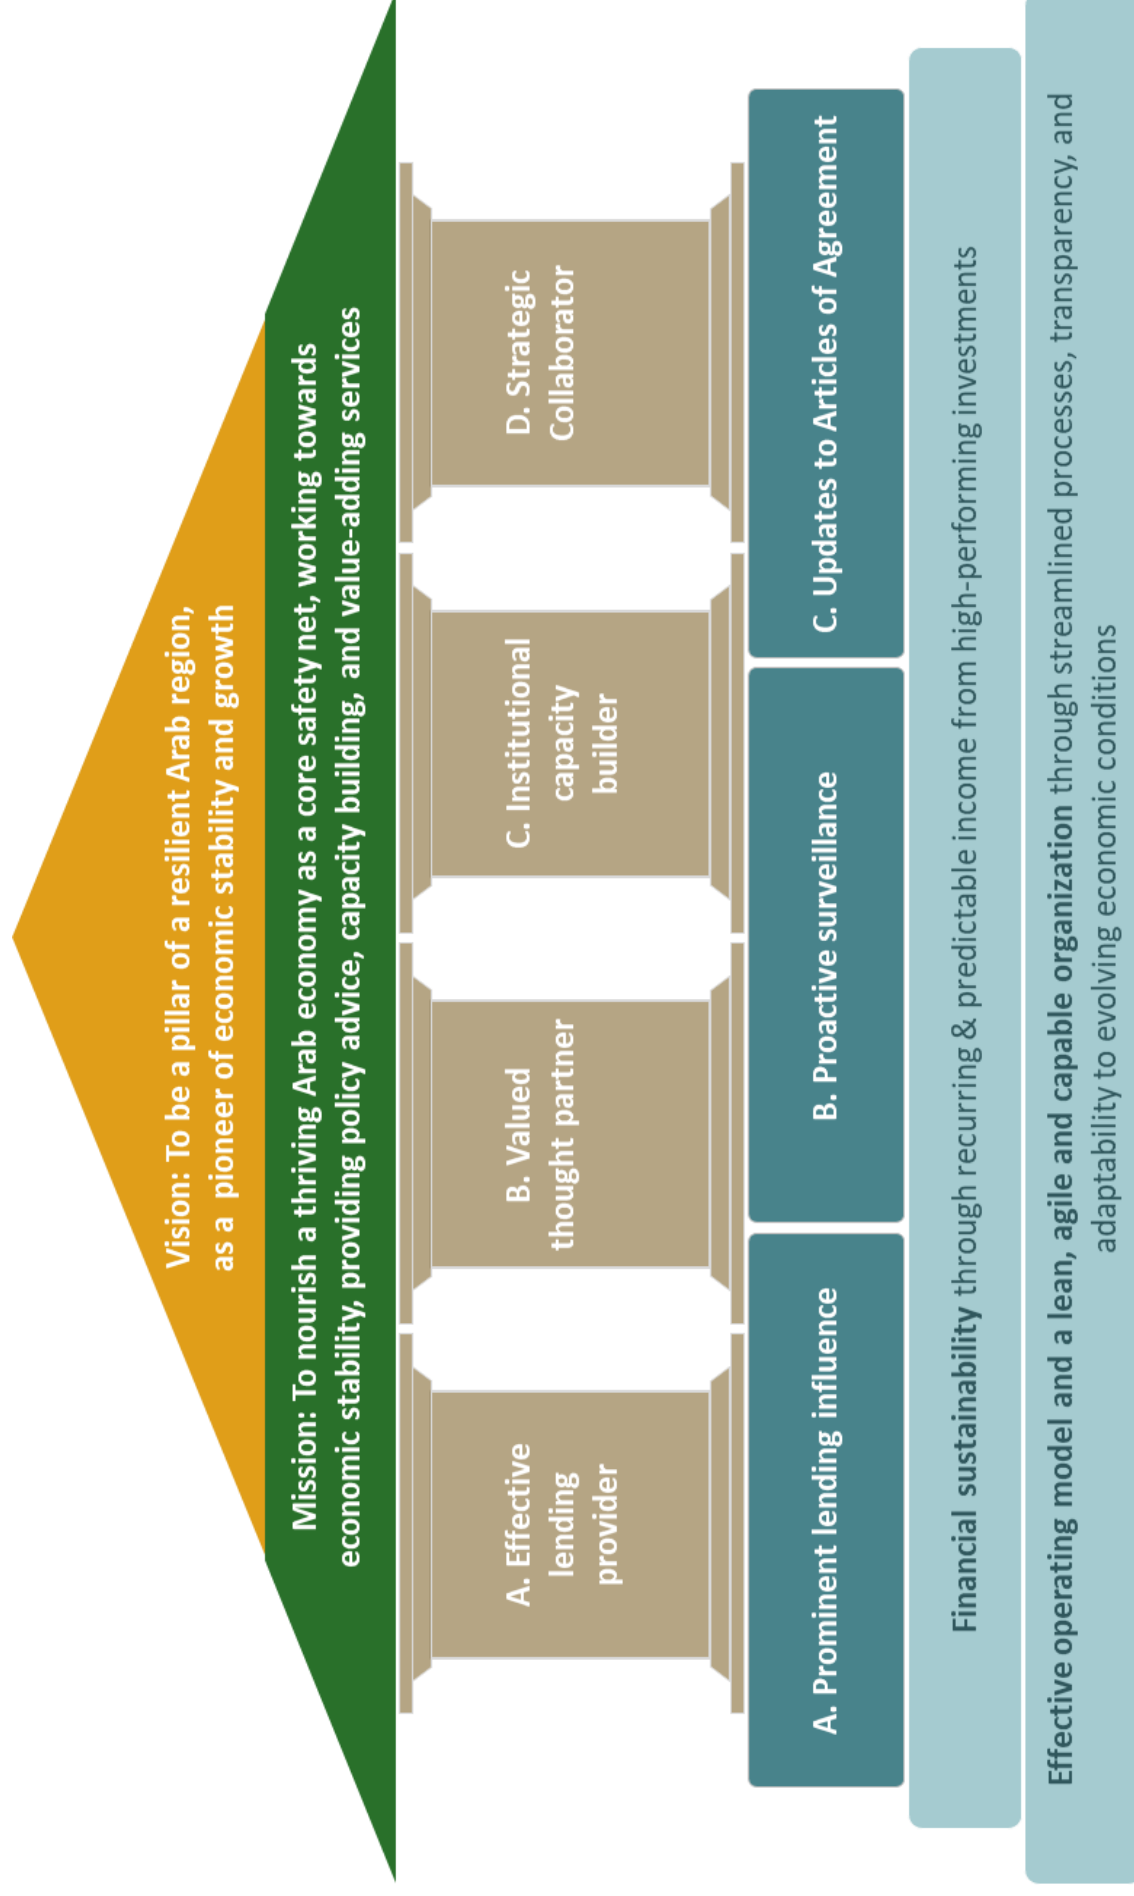 Vision: To be a pillar of a resilient Arab region,
as a pioneer of economic stability and growth
Mission: To nourish a thriving Arab economy as a core safety net, working towards
economic stability, providing policy advice, capacity building, and value-adding services
A. Effective
lending
provider
B. Valued
thought partner
C. Institutional
capacity
builder
D. Strategic
Collaborator
A. Prominent lending influence
B. Proactive surveillance
C. Updates to Articles of Agreement
Financial sustainability through recurring & predictable income from high-performing investments
Effective operating model and a lean, agile and capable organization through streamlined processes, transparency, and
adaptability to evolving economic conditions